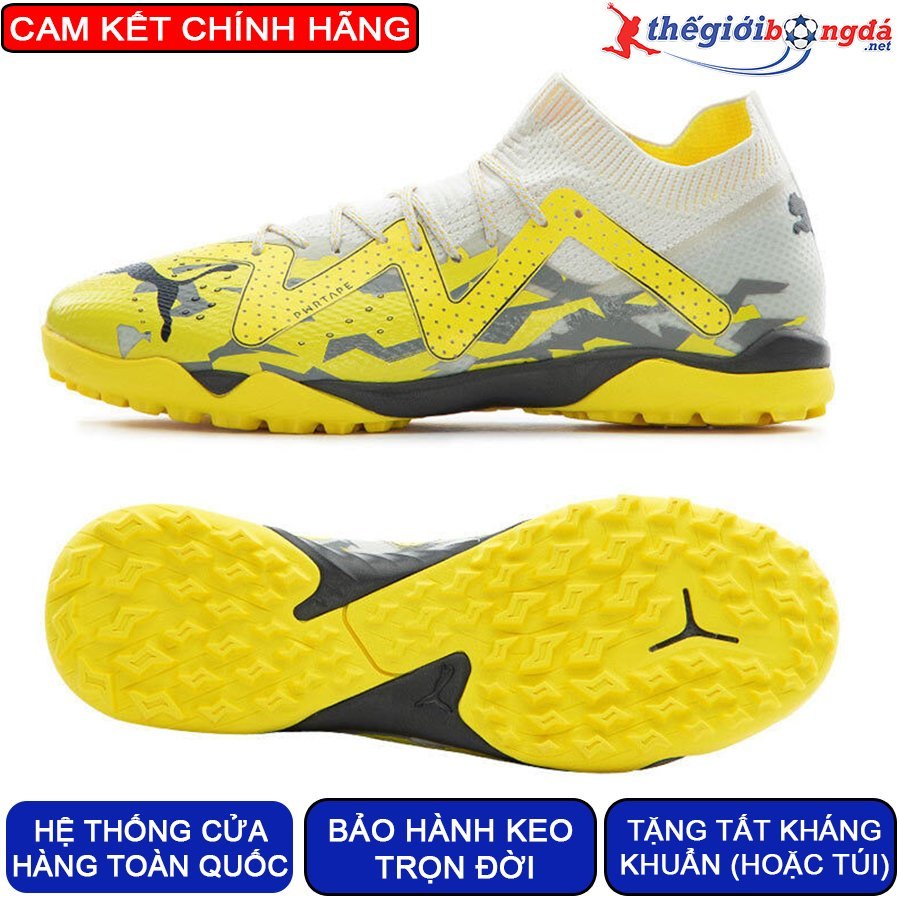 CAM KẾT CHÍNH HÃNG
thếgiớibóngđá
.net
PWRTAPE
HỆ THỐNG CỬA
HÀNG TOÀN QUỐC
BẢO HÀNH KEO
TRỌN ĐỜI
TẶNG TẤT KHÁNG
KHUẨN (HOẶC TÚI)